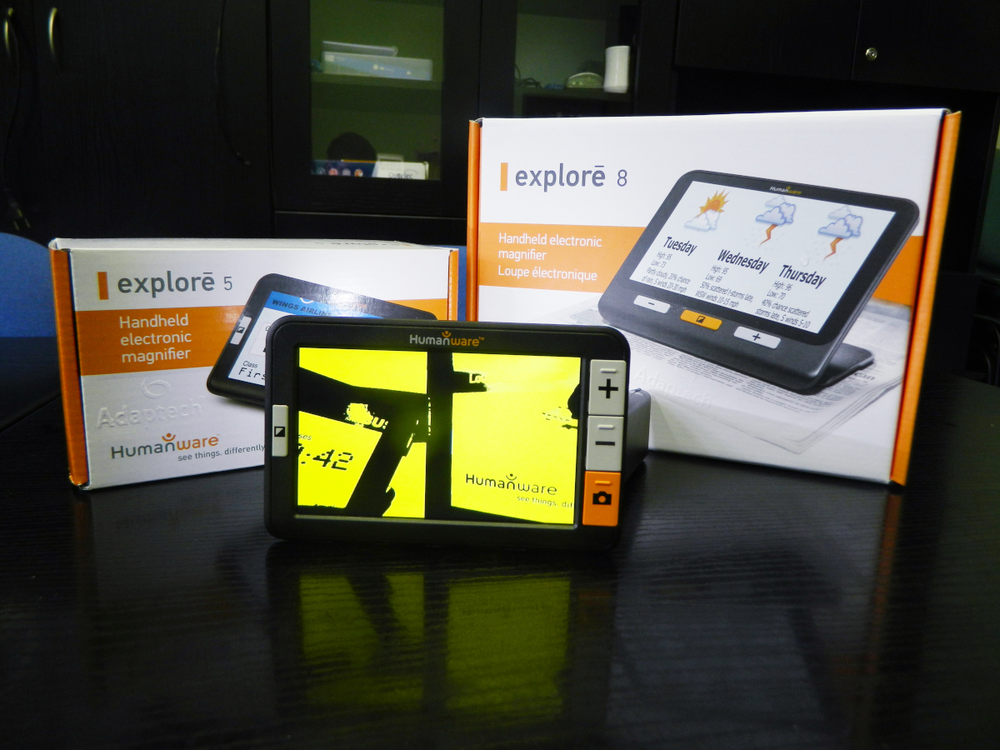 explorē 8
Handheld electronic
magnifier
Loupe électronique
Humanware
Tuesday
High: 95
Low: 73
Partly cloudy, 20% chance
of rain, S winds 20-30 mph
Wednesday
High: 95
Low: 69
50% scattered t-storms late,
WSW winds 10-15 mph
Thursday
High: 96
Low: 70
40% chance scattered
storms late, S winds 5-10
Adaptech
explorē 5
Handheld
electronic
magnifier
WINGS AIRLIN
Class
Firs
Adaptech
Humanware
see things. differently
Humanware™
:42
Humanware
see things. dif